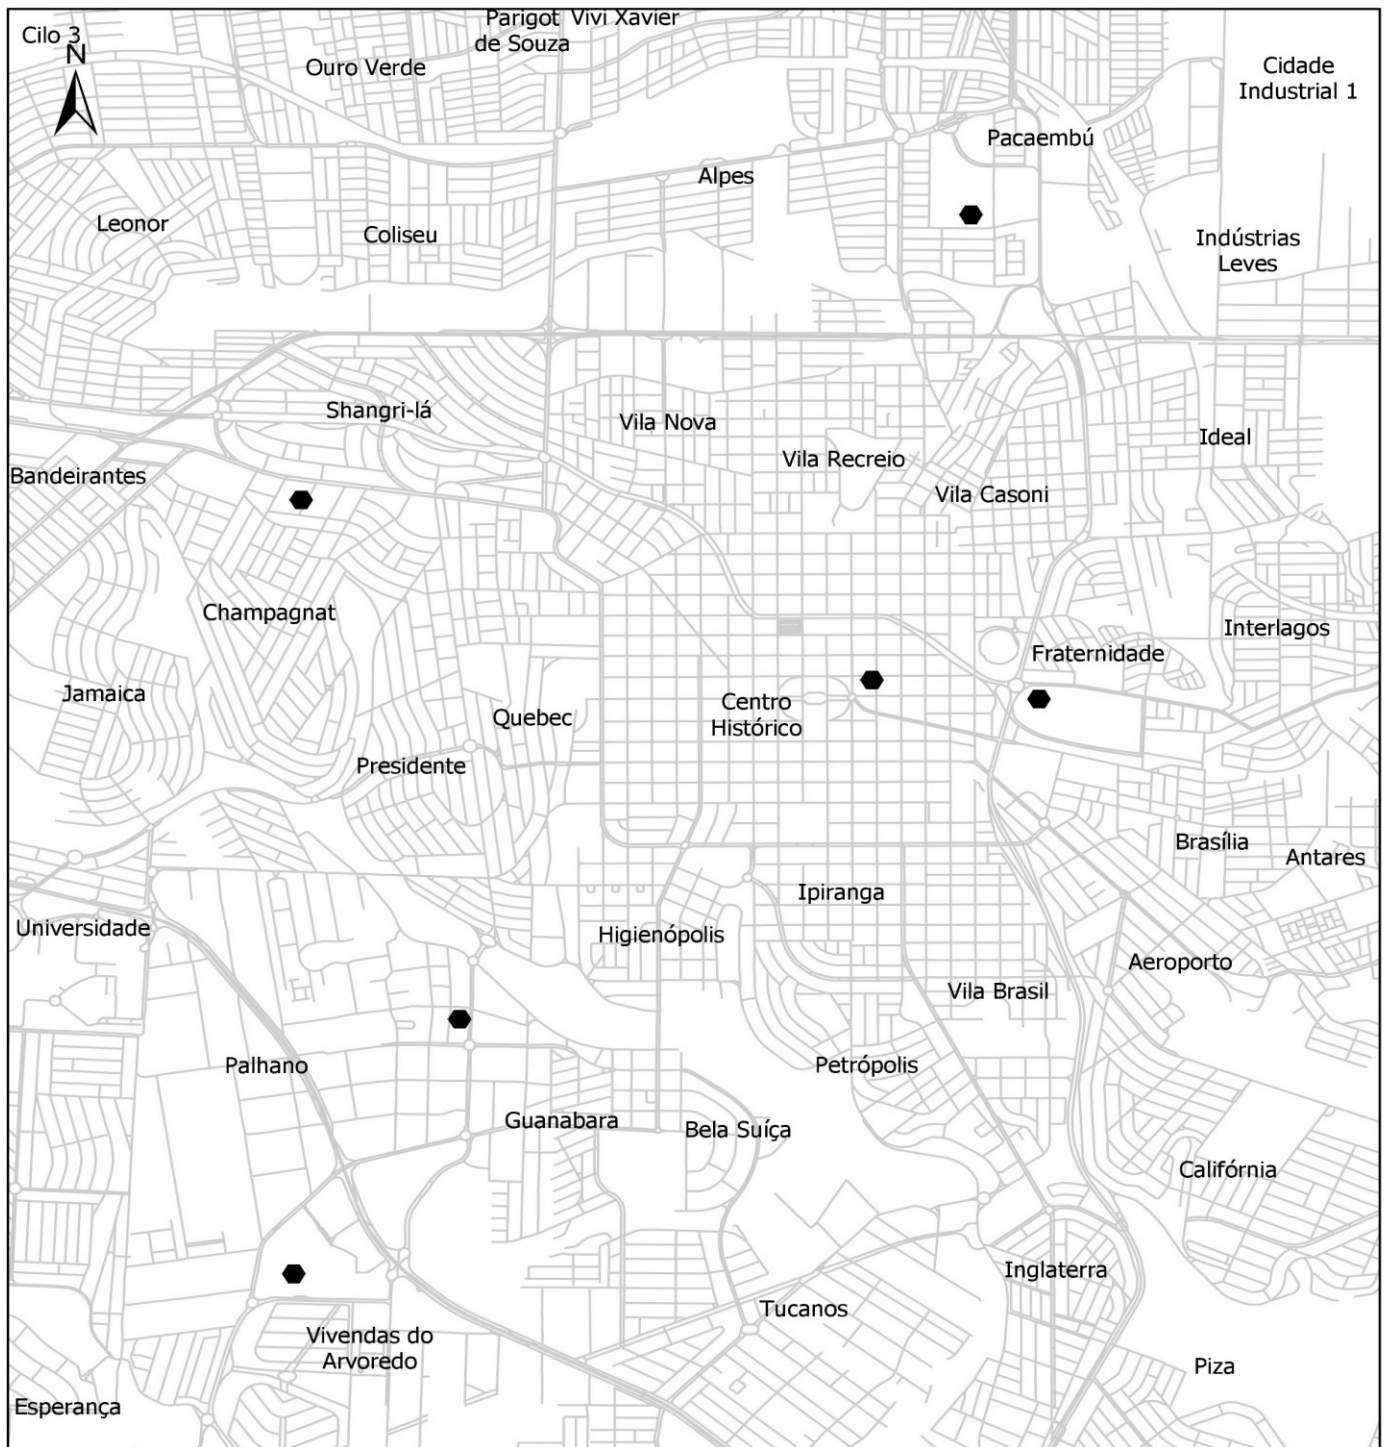 Parigot Vivi Xavier
de Souza
Cilo 3
N
Ouro Verde
Cidade
Industrial 1
Pacaembú
Alpes
Leonor
Coliseu
Indústrias
Leves
Shangri-lá
Vila Nova
Ideal
Vila Recreio
Bandeirantes
Vila Casoni
Champagnat
Interlagos
Fraternidade
Jamaica
Centro
Histórico
Quebec
Presidente
Brasília
Antares
Ipiranga
Universidade
Higienópolis
Aeroporto
Vila Brasil
Palhano
Petrópolis
Guanabara
Bela Suíça
Califórnia
Inglaterra
Tucanos
Vivendas do
Arvoredo
Piza
Esperança